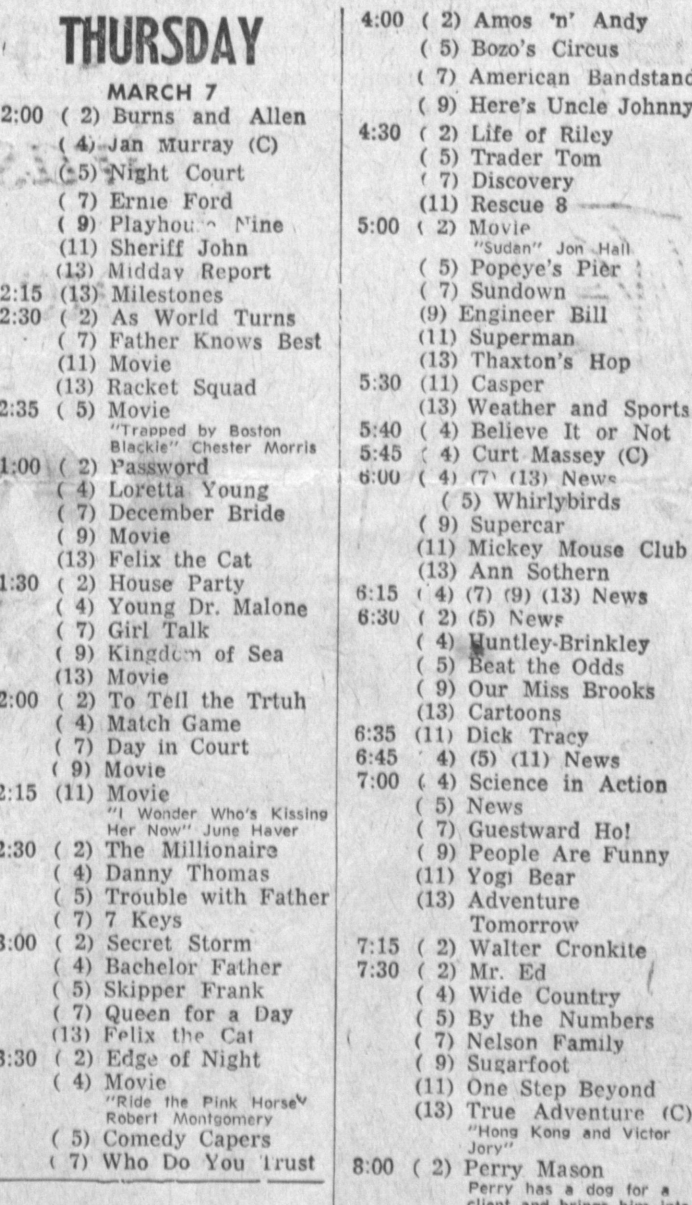 THURSDAY
MARCH 7
2:00 ( 2) Burns and Allen
( 4) Jan Murray (C)
( 5) Night Court
( 7) Ernie Ford
( 9) Playhou Nine
(11) Sheriff John
(13) Midday Report
2:15 (13) Milestones
2:30 ( 2) As World Turns
( 7) Father Knows Best
(11) Movie
(13) Racket Squad
2:35 ( 5) Movie
"Trapped by Boston
Blackie" Chester Morris
1:00 ( 2) Password
( 4) Loretta Young
( 7) December Bride
( 9) Movie
(13) Felix the Cat
1:30 ( 2) House Party
( 4) Young Dr. Malone
( 7) Girl Talk
( 9) Kingdom of Sea
(13) Movie
2:00 ( 2) To Tell the Trtuh
( 4) Match Game
( 7) Day in Court
( 9) Movie
2:15 (11) Movie
"I Wonder Who's Kissing
Her Now" June Haver
2:30 ( 2) The Millionaire
( 4) Danny Thomas
( 5) Trouble with Father
( 7) 7 Keys
3:00 ( 2) Secret Storm
( 4) Bachelor Father
( 5) Skipper Frank
( 7) Queen for a Day
(13) Felix the Cat
3:30 ( 2) Edge of Night
( 4) Movie
"Ride the Pink Horse"
Robert Montgomery
( 5) Comedy Capers
( 7) Who Do You Trust
4:00 ( 2) Amos 'n' Andy
( 5) Bozo's Circus
( 7) American Bandstand
( 9) Here's Uncle Johnny
4:30 ( 2) Life of Riley
( 5) Trader Tom
( 7) Discovery
(11) Rescue 8
5:00 ( 2) Movie
"Sudan" Jon Hall
( 5) Popeye's Pier
( 7) Sundown
(9) Engineer Bill
(11) Superman
(13) Thaxton's Hop
5:30 (11) Casper
(13) Weather and Sports
5:40 ( 4) Believe It or Not
5:45 ( 4) Curt Massey (C)
6:00 ( 4) (7) (13) News
( 5) Whirlybirds
( 9) Supercar
(11) Mickey Mouse Club
(13) Ann Sothern
6:15 ( 4) (7) (9) (13) News
6:30 ( 2) (5) News
( 4) Huntley-Brinkley
( 5) Beat the Odds
( 9) Our Miss Brooks
(13) Cartoons
6:35 (11) Dick Tracy
6:45 4) (5) (11) News
7:00 ( 4) Science in Action
( 5) News
( 7) Guestward Ho!
( 9) People Are Funny
(11) Yogi Bear
(13) Adventure
Tomorrow
7:15 ( 2) Walter Cronkite
7:30 ( 2) Mr. Ed
( 4) Wide Country
( 5) By the Numbers
( 7) Nelson Family
( 9) Sugarfoot
(11) One Step Beyond
(13) True Adventure (C)
"Hong Kong and Victor
Jory"
8:00 ( 2) Perry Mason
Perry has a dog for a
client and brings him into